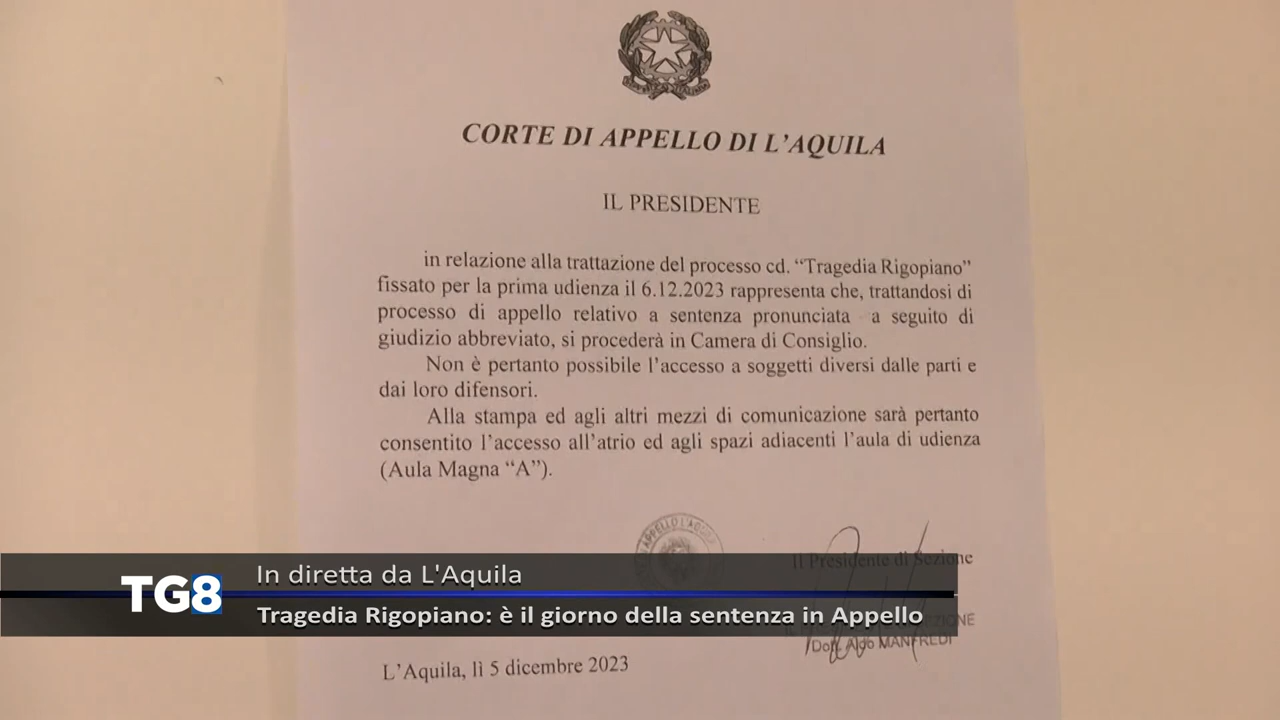 CORTE DI APPELLO DI L'AQUILA
IL PRESIDENTE
in relazione alla trattazione del processo cd. “Tragedia Rigopiano”
fissato per la prima udienza il 6.12.2023 rappresenta che, trattandosi di
processo di appello relativo a sentenza pronunciata a seguito di
giudizio abbreviato, si procederà in Camera di Consiglio.
Non è pertanto possibile l'accesso a soggetti diversi dalle parti e
dai loro difensori.
Alla stampa ed agli altri mezzi di comunicazione sarà pertanto
consentito l'accesso all'atrio ed agli spazi adiacenti l'aula di udienza
(Aula Magna “A”).
APPELLO L'AQUILA
Il Presidente di Sezione
Dott. Aldo MANFREDI
L'Aquila, lì 5 dicembre 2023
TG8
In diretta da L'Aquila
Tragedia Rigopiano: è il giorno della sentenza in Appello